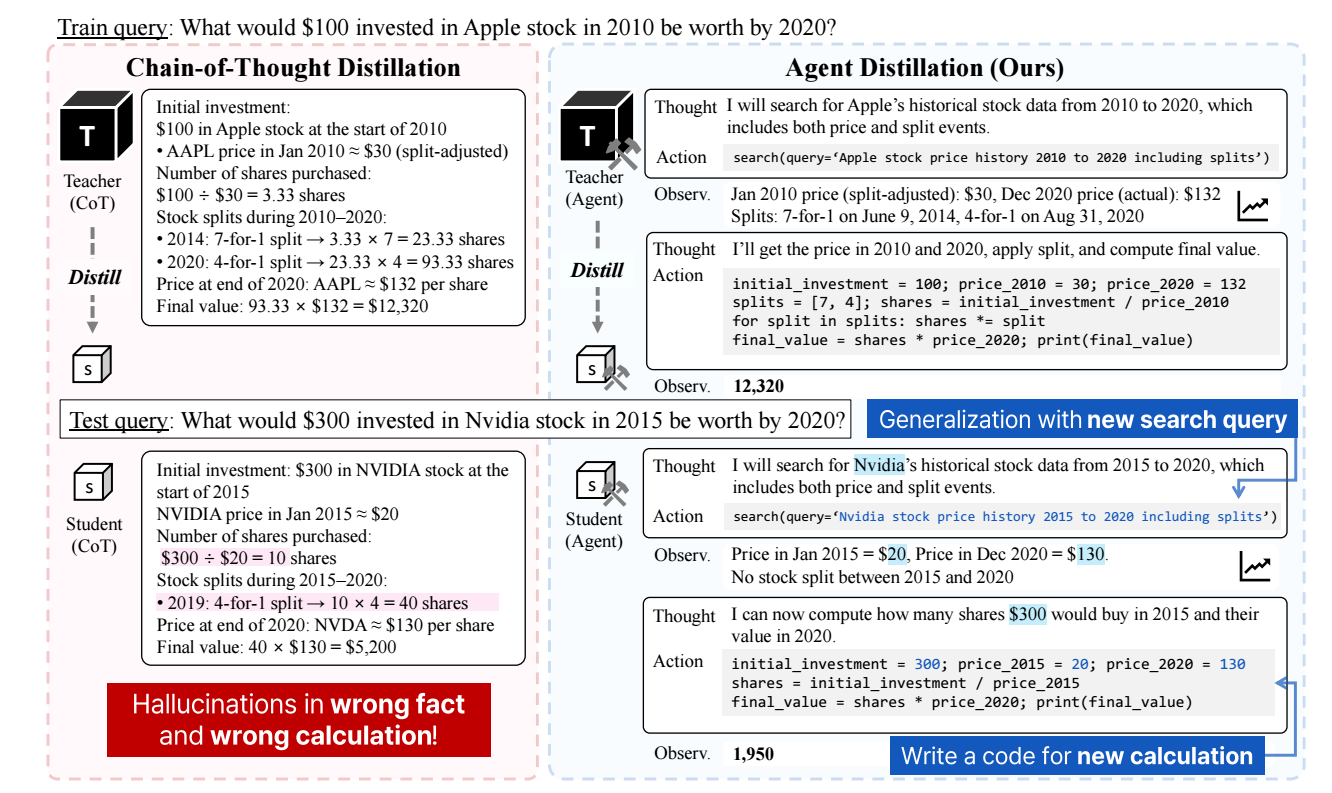 Train query: What would $100 invested in Apple stock in 2010 be worth by 2020?
Chain-of-Thought Distillation
T
Teacher
(CoT)
Distill
S
Initial investment:
$100 in Apple stock at the start of 2010
• AAPL price in Jan 2010 ≈ $30 (split-adjusted)
Number of shares purchased:
$100 ÷ $30 = 3.33 shares
Stock splits during 2010–2020:
• 2014: 7-for-1 split → 3.33 × 7 = 23.33 shares
• 2020: 4-for-1 split → 23.33 × 4 = 93.33 shares
Price at end of 2020: AAPL ≈ $132 per share
Final value: 93.33 × $132 = $12,320
Agent Distillation (Ours)
T
Teacher
(Agent)
Distill
S
Thought I will search for Apple’s historical stock data from 2010 to 2020, which
includes both price and split events.
Action search(query=‘Apple stock price history 2010 to 2020 including splits’)
Observ. Jan 2010 price (split-adjusted): $30, Dec 2020 price (actual): $132
Splits: 7-for-1 on June 9, 2014, 4-for-1 on Aug 31, 2020
Thought I’ll get the price in 2010 and 2020, apply split, and compute final value.
Action
initial_investment = 100; price_2010 = 30; price_2020 = 132
splits = [7, 4]; shares = initial_investment / price_2010
for split in splits: shares *= split
final_value = shares * price_2020; print(final_value)
Observ. 12,320
Test query: What would $300 invested in Nvidia stock in 2015 be worth by 2020?
Generalization with new search query
S
Student
(CoT)
Initial investment: $300 in NVIDIA stock at the
start of 2015
NVIDIA price in Jan 2015 ≈ $20
Number of shares purchased:
$300 ÷ $20 = 10 shares
Stock splits during 2015–2020:
• 2019: 4-for-1 split → 10 × 4 = 40 shares
Price at end of 2020: NVDA ≈ $130 per share
Final value: 40 × $130 = $5,200
Hallucinations in wrong fact
and wrong calculation!
S
Student
(Agent)
Thought I will search for Nvidia’s historical stock data from 2015 to 2020, which
includes both price and split events.
Action search(query=‘Nvidia stock price history 2015 to 2020 including splits’)
Observ. Price in Jan 2015 = $20, Price in Dec 2020 = $130.
No stock split between 2015 and 2020
Thought I can now compute how many shares $300 would buy in 2015 and their
value in 2020.
Action
initial_investment = 300; price_2015 = 20; price_2020 = 130
shares = initial_investment / price_2015
final_value = shares * price_2020; print(final_value)
Observ. 1,950
Write a code for new calculation